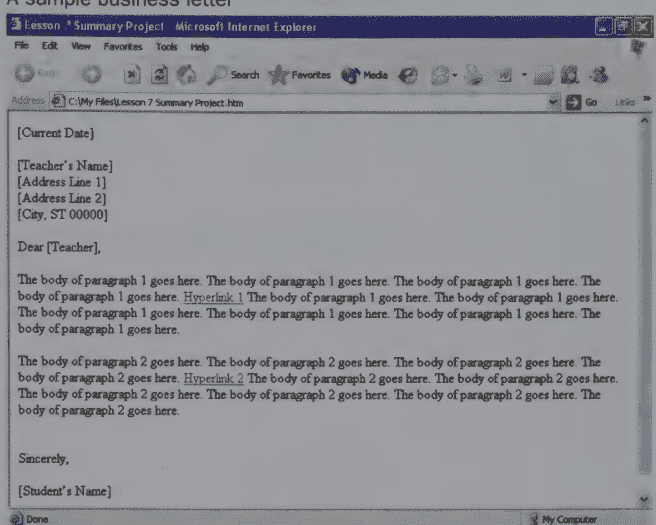 A sample business letter
Lesson 7 Summary Project Microsoft Internet Explorer
File Edit View Favorites Tools Help
Back Search Favorites Media
Address C:\My Files\Lesson 7 Summary Project.htm Go Links »
[Current Date]
[Teacher's Name]
[Address Line 1]
[Address Line 2]
[City, ST 00000]
Dear [Teacher],
The body of paragraph 1 goes here. The body of paragraph 1 goes here. The body of paragraph 1 goes here. The
body of paragraph 1 goes here. Hyperlink 1 The body of paragraph 1 goes here. The body of paragraph 1 goes here.
The body of paragraph 1 goes here. The body of paragraph 1 goes here. The body of paragraph 1 goes here. The
body of paragraph 1 goes here.
The body of paragraph 2 goes here. The body of paragraph 2 goes here. The body of paragraph 2 goes here. The
body of paragraph 2 goes here. Hyperlink 2 The body of paragraph 2 goes here. The body of paragraph 2 goes here.
The body of paragraph 2 goes here. The body of paragraph 2 goes here. The body of paragraph 2 goes here. The
body of paragraph 2 goes here.
Sincerely,
[Student's Name]
Done My Computer